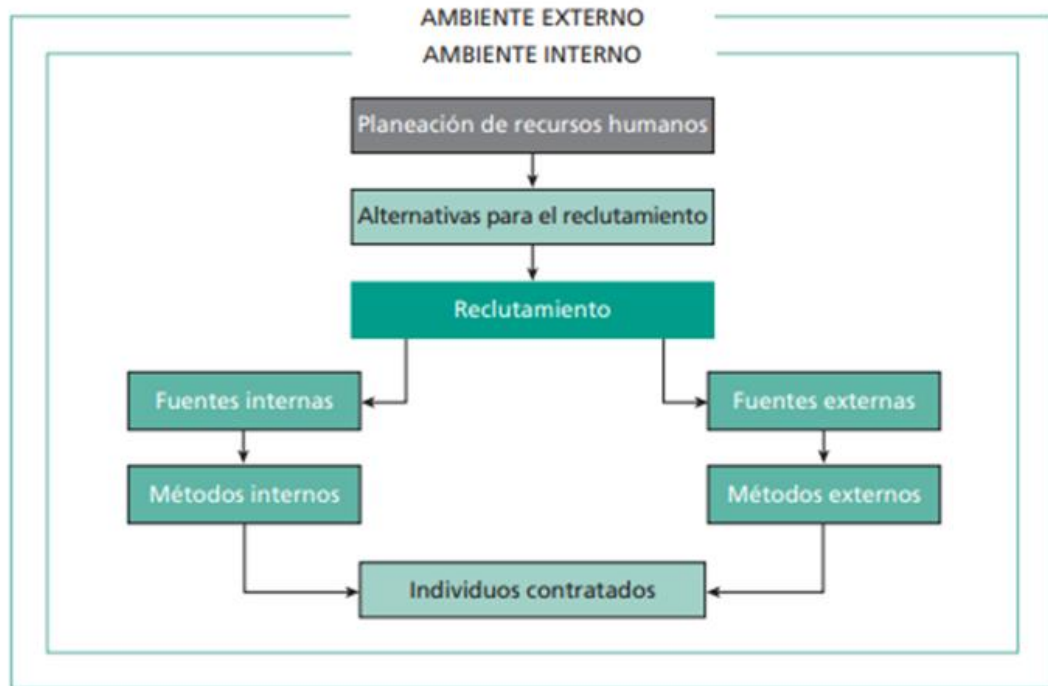 AMBIENTE EXTERNO
AMBIENTE INTERNO
Planeación de recursos humanos
Alternativas para el reclutamiento
Reclutamiento
Fuentes internas
Fuentes externas
Métodos internos
Métodos externos
Individuos contratados